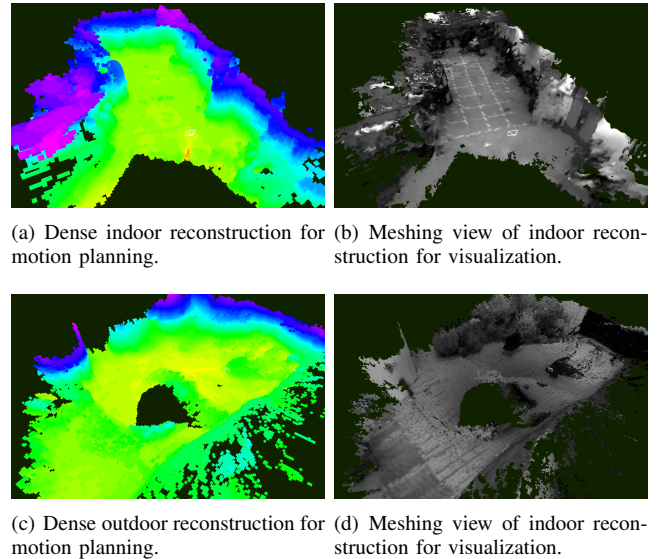 (a) Dense indoor reconstruction for motion planning.
(b) Meshing view of indoor recon-
struction for visualization.
(c) Dense outdoor reconstruction for motion planning.
(d) Meshing view of indoor recon-
struction for visualization.